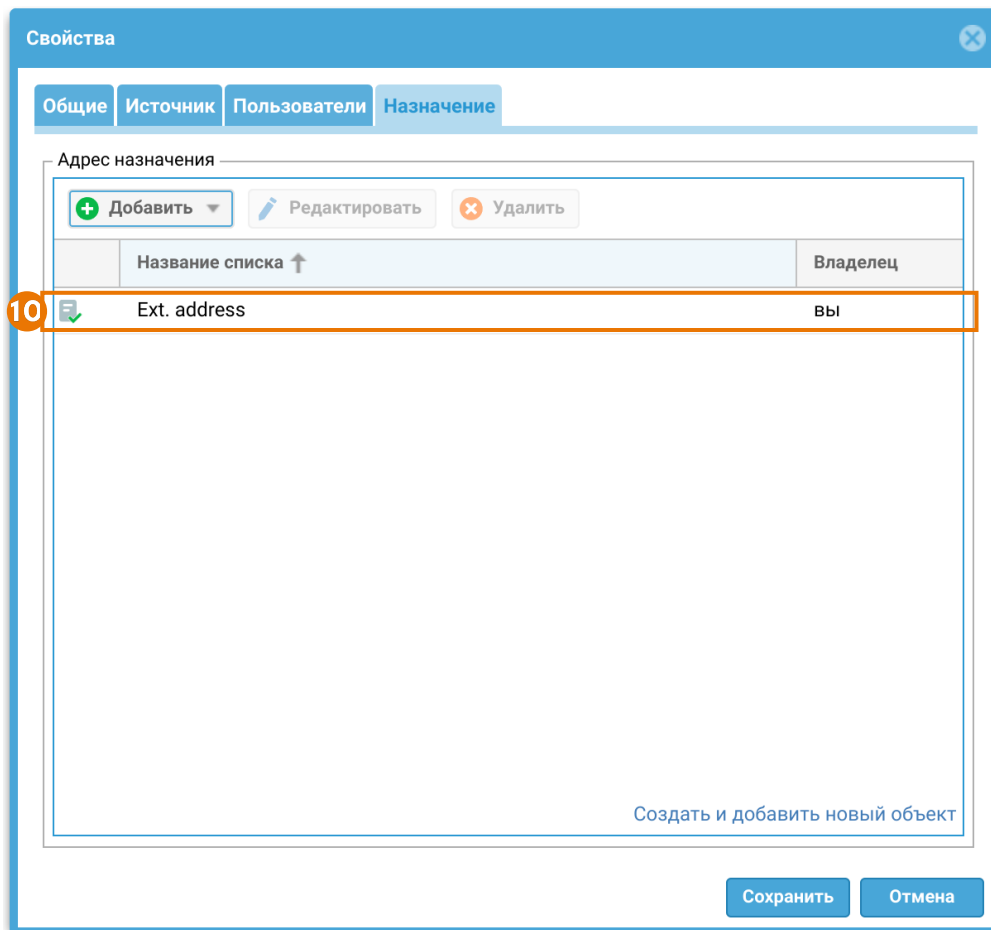 Свойства
Общие Источник Пользователи Назначение
Адрес назначения
Добавить Редактировать Удалить
Название списка Владелец
10 Ext. address вы
Создать и добавить новый объект
Сохранить Отмена